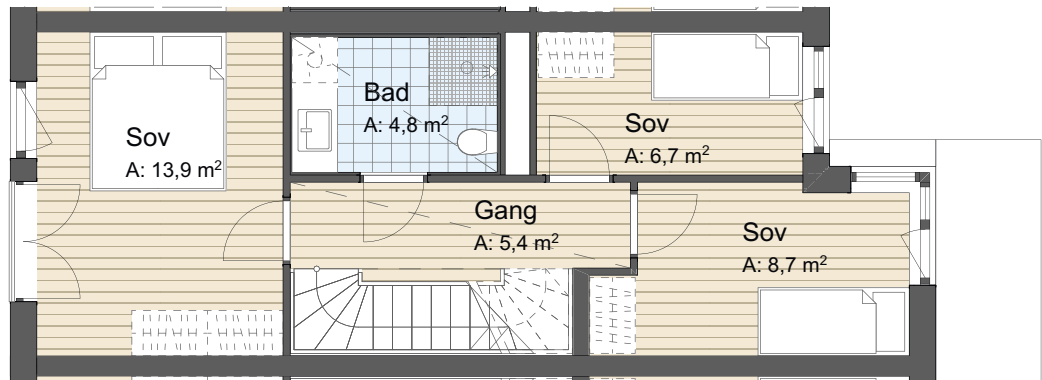 Sov
A: 13,9 m²
Bad
A: 4,8 m²
Sov
A: 6,7 m²
Gang
A: 5,4 m²
Sov
A: 8,7 m²